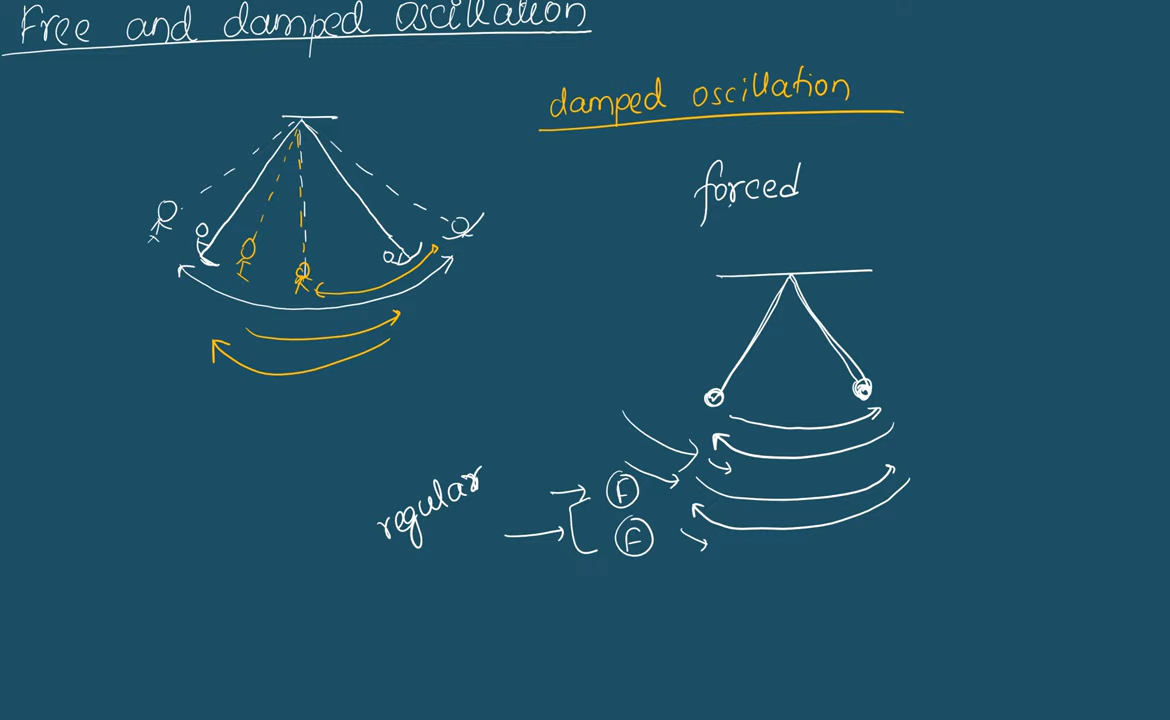 Free and damped oscillation
damped oscillation
forced
regular
F
F